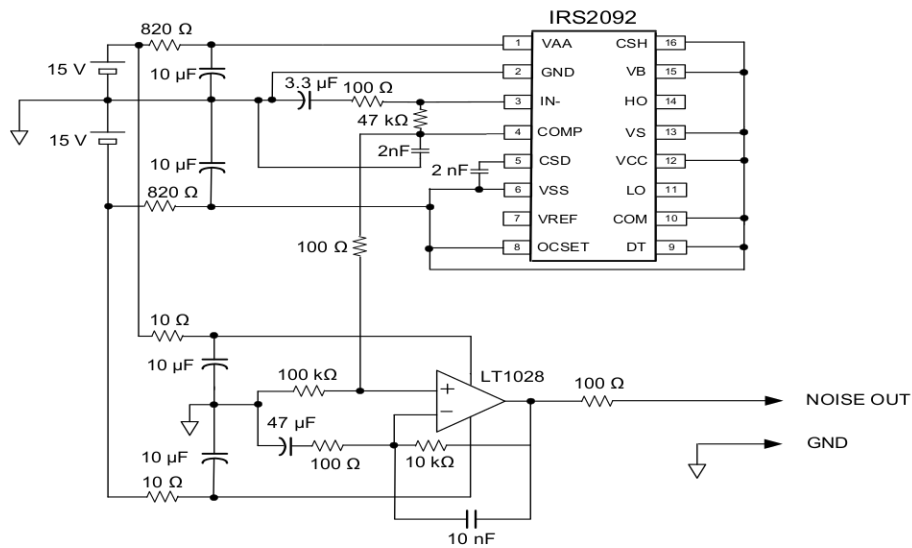 IRS2092
820 Ω
15 V
10 µF
3.3 µF
100 Ω
47 kΩ
2nF
15 V
10 µF
820 Ω
2 nF
1 VAA
2 GND
3 IN-
4 COMP
5 CSD
6 VSS
7 VREF
8 OCSET
CSH 16
VB 15
HO 14
VS 13
VCC 12
LO 11
COM 10
DT 9
100 Ω
10 Ω
10 µF
100 kΩ
LT1028
+
−
100 Ω
NOISE OUT
47 µF
100 Ω
10 kΩ
GND
10 µF
10 Ω
10 nF